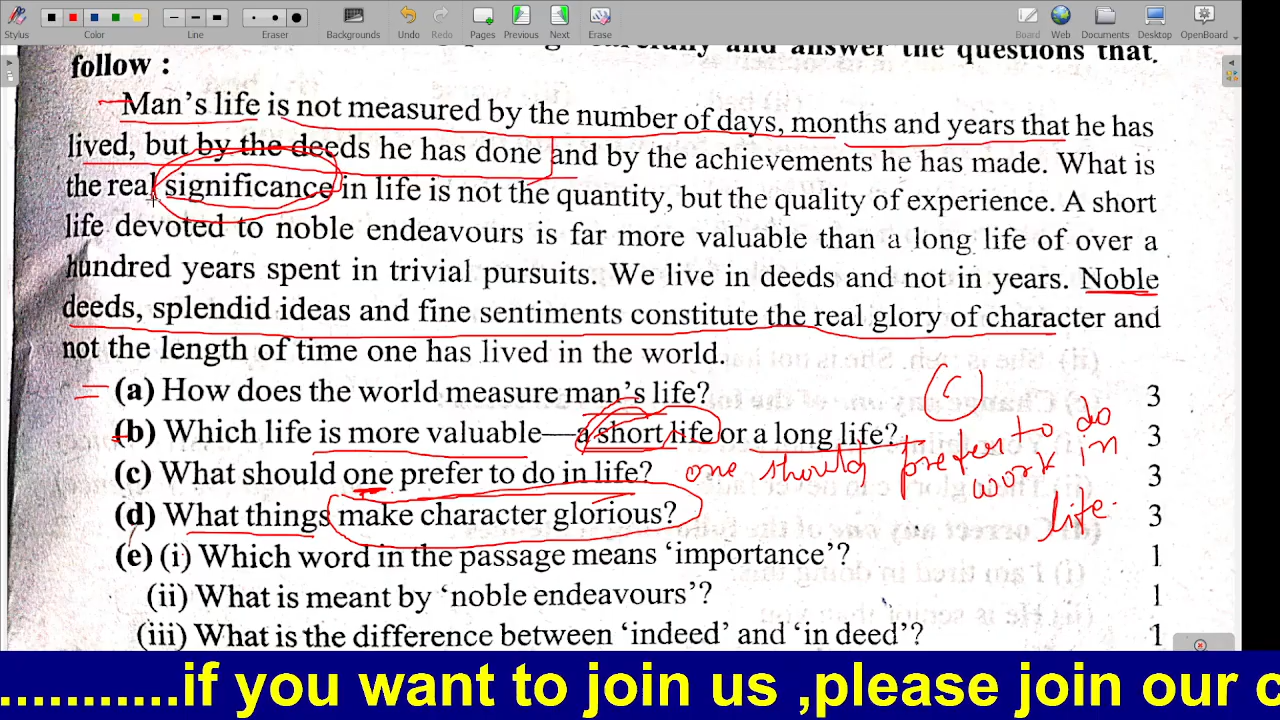 Stylus Color Line Eraser Backgrounds Undo Redo Pages Previous Next Erase Board Web Documents Desktop OpenBoard
and answer the questions that
follow :
Man's life is not measured by the number of days, months and years that he has
lived, but by the deeds he has done and by the achievements he has made. What is
the real significance in life is not the quantity, but the quality of experience. A short
life devoted to noble endeavours is far more valuable than a long life of over a
hundred years spent in trivial pursuits. We live in deeds and not in years. Noble
deeds, splendid ideas and fine sentiments constitute the real glory of character and
not the length of time one has lived in the world.
(a) How does the world measure man's life? 3
(b) Which life is more valuable—a short life or a long life? 3
(c) What should one prefer to do in life? 3
(d) What things make character glorious? 3
(e) (i) Which word in the passage means 'importance'? 1
(ii) What is meant by 'noble endeavours'? 1
(iii) What is the difference between 'indeed' and 'in deed'? 1
one should prefer to do
work in
life.
............if you want to join us ,please join our c